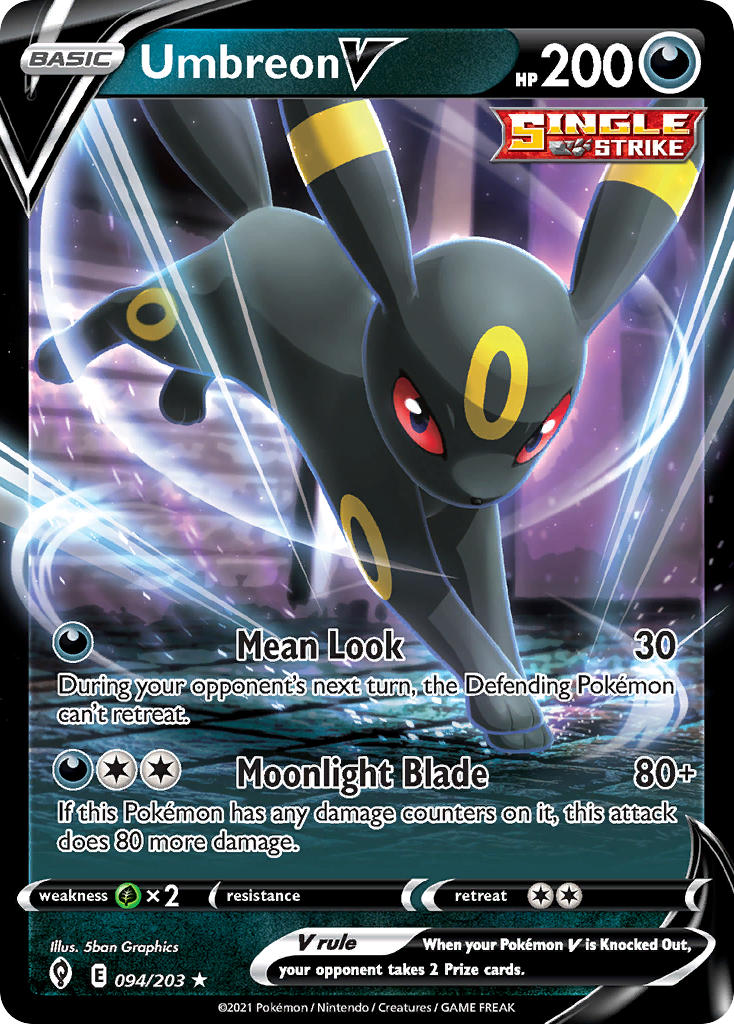 BASIC Umbreon V HP 200
SINGLE
STRIKE
Mean Look 30
During your opponent's next turn, the Defending Pokémon
can't retreat.
Moonlight Blade 80+
If this Pokémon has any damage counters on it, this attack
does 80 more damage.
weakness ×2 resistance retreat
Illus. 5ban Graphics
V rule When your Pokémon V is Knocked Out,
your opponent takes 2 Prize cards.
E 094/203 ★
©2021 Pokémon / Nintendo / Creatures / GAME FREAK